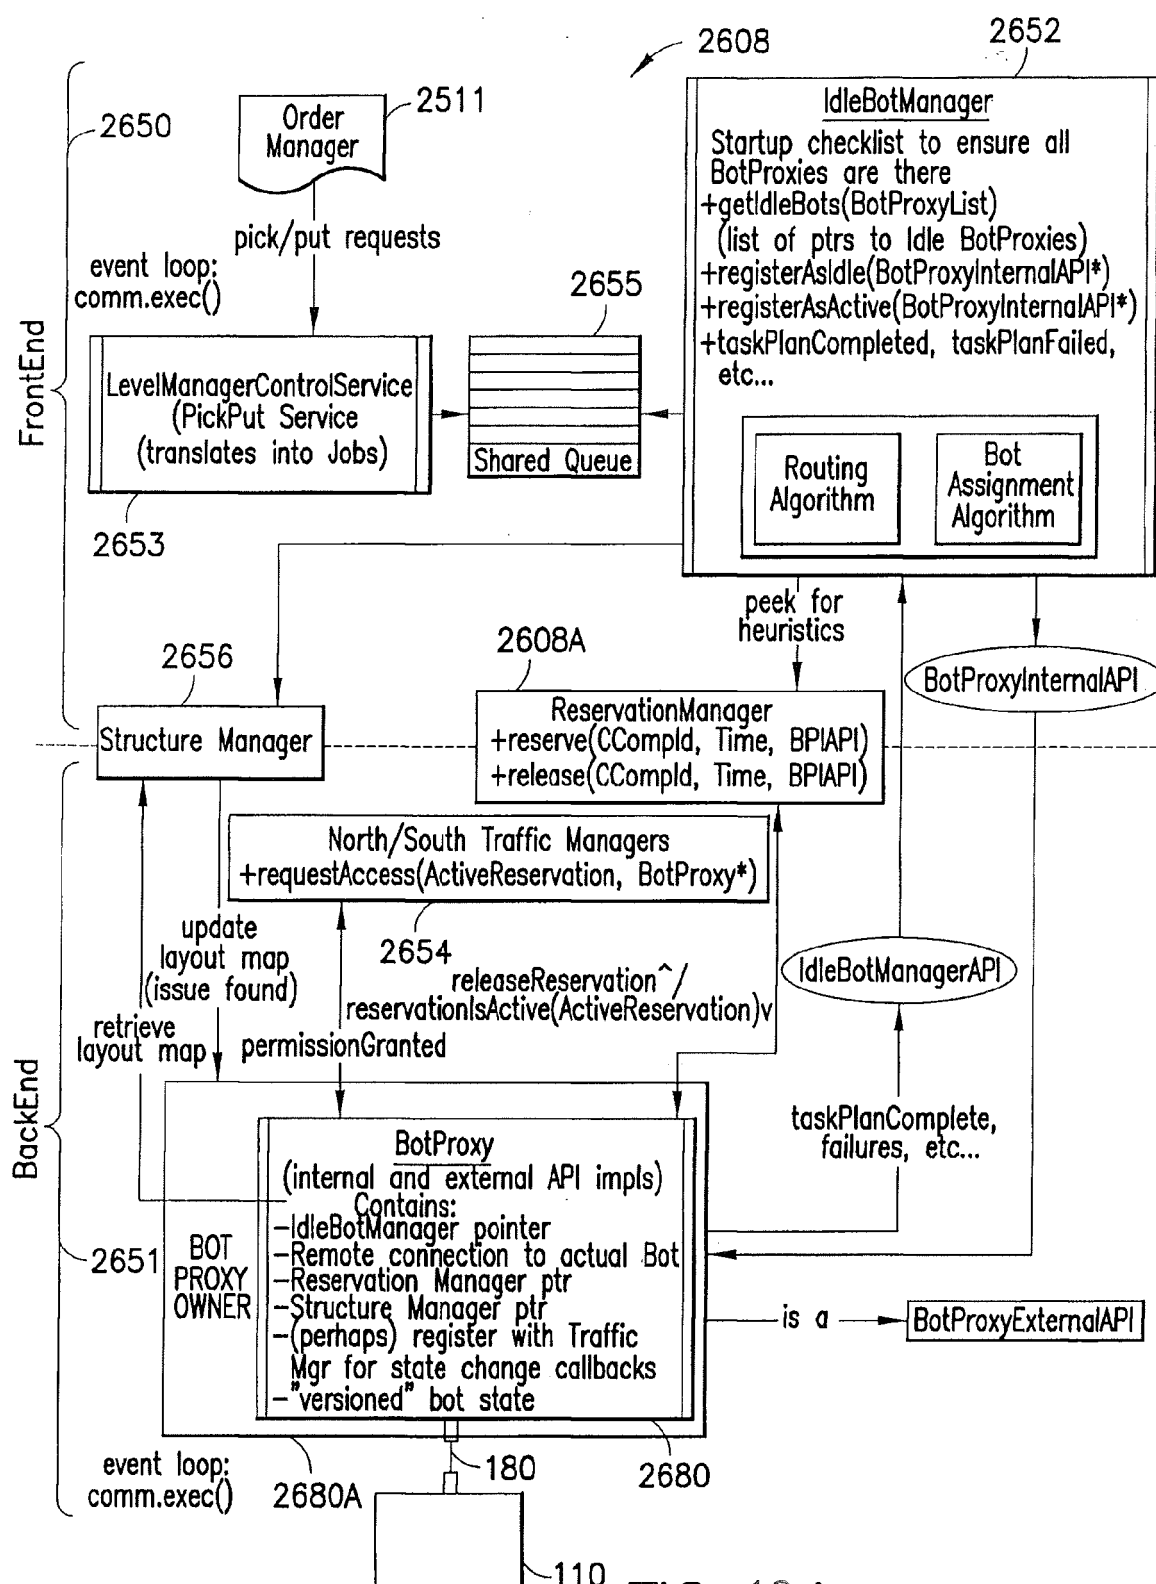 2608
2652
2650
Order
Manager
2511
IdleBotManager
Startup checklist to ensure all
BotProxies are there
+getIdleBots(BotProxyList)
(list of ptrs to Idle BotProxies)
+registerAsIdle(BotProxyInternalAPI*)
+registerAsActive(BotProxyInternalAPI*)
+taskPlanCompleted, taskPlanFailed,
etc...
Routing
Algorithm
Bot
Assignment
Algorithm
pick/put requests
event loop:
comm.exec()
2655
FrontEnd
LevelManagerControlService
(PickPut Service
(translates into Jobs)
Shared Queue
2653
peek for
heuristics
2656
2608A
BotProxyInternalAPI
Structure Manager
ReservationManager
+reserve(CCompId, Time, BPIAPI)
+release(CCompId, Time, BPIAPI)
North/South Traffic Managers
+requestAccess(ActiveReservation, BotProxy*)
2654
update
layout map
(issue found)
retrieve
layout map
releaseReservation^/
reservationIsActive(ActiveReservation)v
permissionGranted
IdleBotManagerAPI
BackEnd
taskPlanComplete,
failures, etc...
BotProxy
(internal and external API impls)
Contains:
-IdleBotManager pointer
-Remote connection to actual Bot
-Reservation Manager ptr
-Structure Manager ptr
-(perhaps) register with Traffic
Mgr for state change callbacks
-"versioned" bot state
BOT
PROXY
OWNER
2651
is a
BotProxyExternalAPI
event loop:
comm.exec()
2680A
180
2680
110